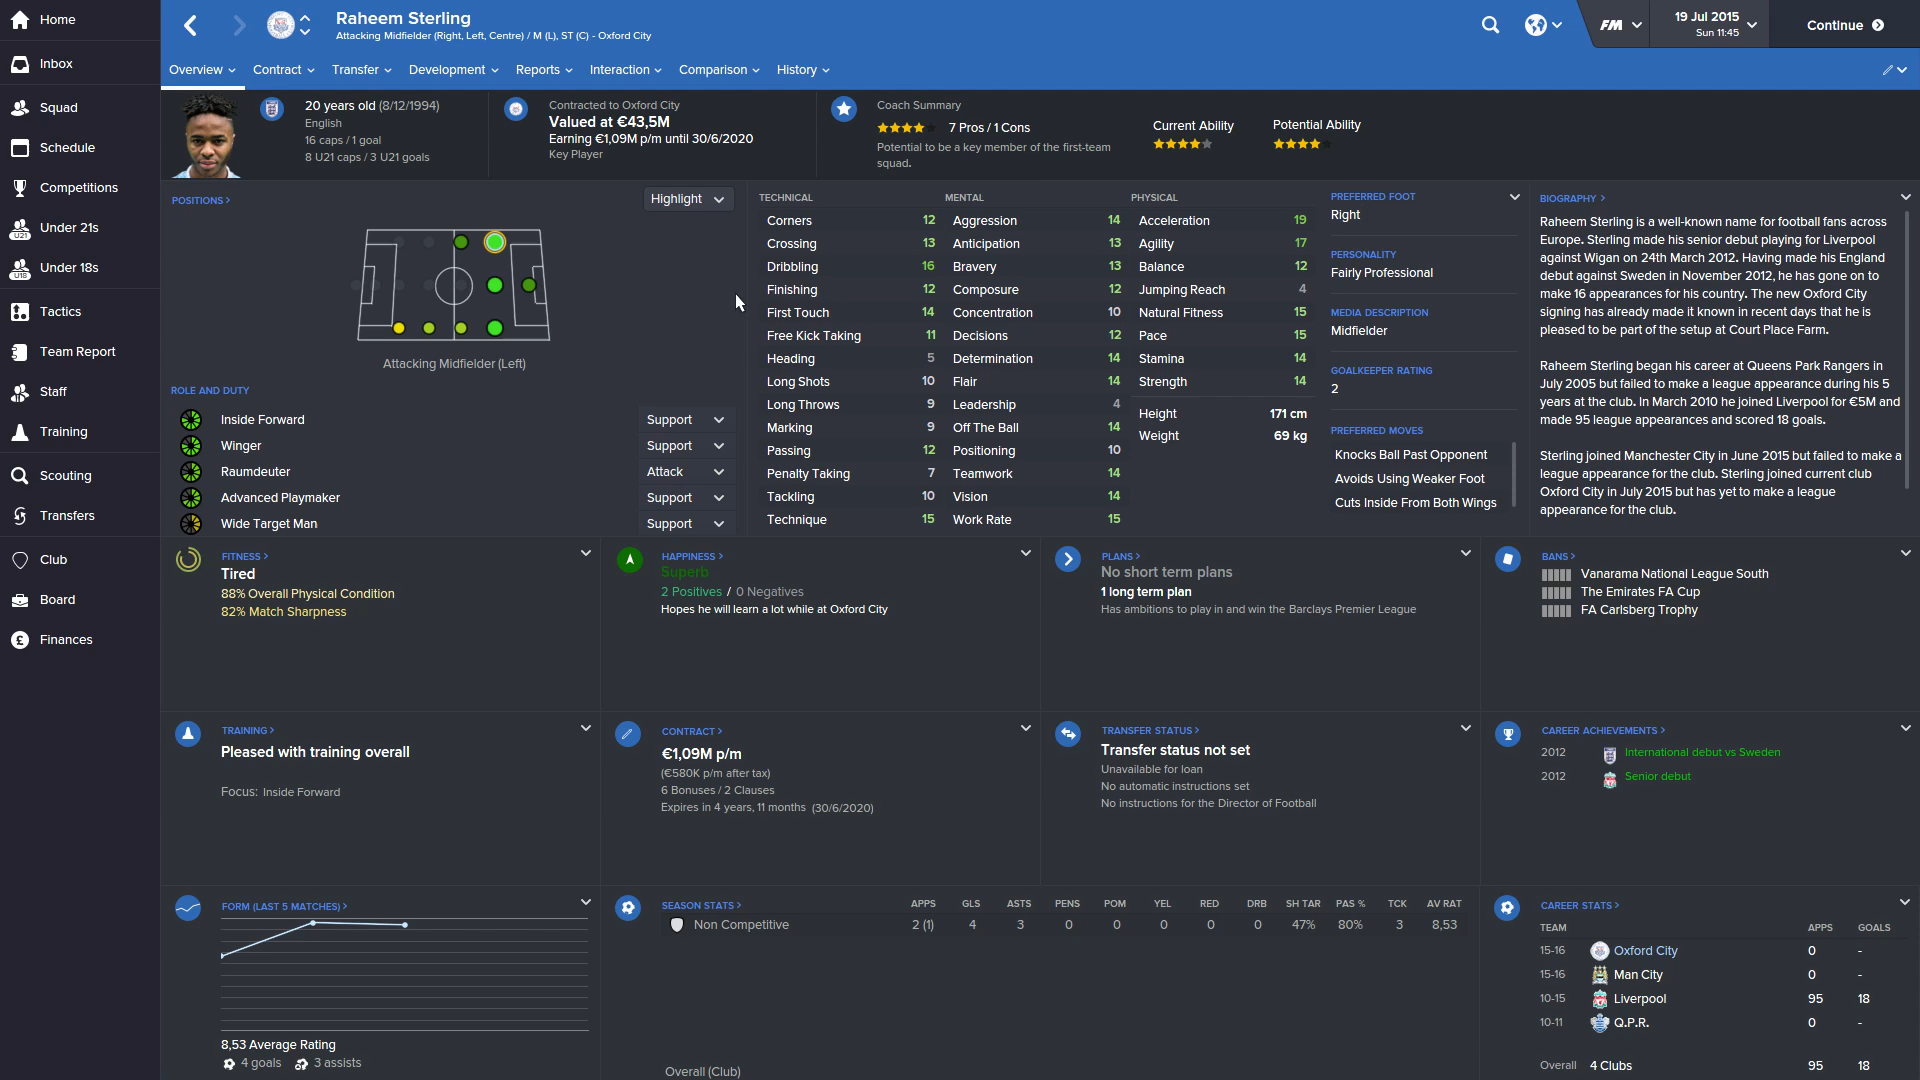 Home
Inbox
Squad
Schedule
Competitions
U21
Under 21s
U18
Under 18s
Tactics
Team Report
Staff
Training
Scouting
Transfers
Club
Board
Finances
Raheem Sterling
Attacking Midfielder (Right, Left, Centre) / M (L), ST (C) - Oxford City
FM
19 Jul 2015
Sun 11:45
Continue
Overview
Contract
Transfer
Development
Reports
Interaction
Comparison
History
20 years old (8/12/1994)
English
16 caps / 1 goal
8 U21 caps / 3 U21 goals
Contracted to Oxford City
Valued at €43,5M
Earning €1,09M p/m until 30/6/2020
Key Player
Coach Summary
7 Pros / 1 Cons
Potential to be a key member of the first-team
squad.
Current Ability
Potential Ability
POSITIONS >
Highlight
Attacking Midfielder (Left)
ROLE AND DUTY
Inside Forward Support
Winger Support
Raumdeuter Attack
Advanced Playmaker Support
Wide Target Man Support
TECHNICAL
Corners 12
Crossing 13
Dribbling 16
Finishing 12
First Touch 14
Free Kick Taking 11
Heading 5
Long Shots 10
Long Throws 9
Marking 9
Passing 12
Penalty Taking 7
Tackling 10
Technique 15
MENTAL
Aggression 14
Anticipation 13
Bravery 13
Composure 12
Concentration 10
Decisions 12
Determination 14
Flair 14
Leadership 4
Off The Ball 14
Positioning 10
Teamwork 14
Vision 14
Work Rate 15
PHYSICAL
Acceleration 19
Agility 17
Balance 12
Jumping Reach 4
Natural Fitness 15
Pace 15
Stamina 14
Strength 14
Height 171 cm
Weight 69 kg
PREFERRED FOOT
Right
PERSONALITY
Fairly Professional
MEDIA DESCRIPTION
Midfielder
GOALKEEPER RATING
2
PREFERRED MOVES
Knocks Ball Past Opponent
Avoids Using Weaker Foot
Cuts Inside From Both Wings
BIOGRAPHY >
Raheem Sterling is a well-known name for football fans across
Europe. Sterling made his senior debut playing for Liverpool
against Wigan on 24th March 2012. Having made his England
debut against Sweden in November 2012, he has gone on to
make 16 appearances for his country. The new Oxford City
signing has already made it known in recent days that he is
pleased to be part of the setup at Court Place Farm.
Raheem Sterling began his career at Queens Park Rangers in
July 2005 but failed to make a league appearance during his 5
years at the club. In March 2010 he joined Liverpool for €5M and
made 95 league appearances and scored 18 goals.
Sterling joined Manchester City in June 2015 but failed to make a
league appearance for the club. Sterling joined current club
Oxford City in July 2015 but has yet to make a league
appearance for the club.
FITNESS >
Tired
88% Overall Physical Condition
82% Match Sharpness
HAPPINESS >
Superb
2 Positives / 0 Negatives
Hopes he will learn a lot while at Oxford City
PLANS >
No short term plans
1 long term plan
Has ambitions to play in and win the Barclays Premier League
BANS >
Vanarama National League South
The Emirates FA Cup
FA Carlsberg Trophy
TRAINING >
Pleased with training overall
Focus: Inside Forward
CONTRACT >
€1,09M p/m
(€580K p/m after tax)
6 Bonuses / 2 Clauses
Expires in 4 years, 11 months (30/6/2020)
TRANSFER STATUS >
Transfer status not set
Unavailable for loan
No automatic instructions set
No instructions for the Director of Football
CAREER ACHIEVEMENTS >
2012 International debut vs Sweden
2012 Senior debut
FORM (LAST 5 MATCHES) >
8,53 Average Rating
4 goals 3 assists
SEASON STATS > APPS GLS ASTS PENS POM YEL RED DRB SH TAR PAS % TCK AV RAT
Non Competitive 2 (1) 4 3 0 0 0 0 0 47% 80% 3 8,53
Overall (Club)
CAREER STATS >
TEAM APPS GOALS
15-16 Oxford City 0 -
15-16 Man City 0 -
10-15 Liverpool 95 18
10-11 Q.P.R. 0 -
Overall 4 Clubs 95 18